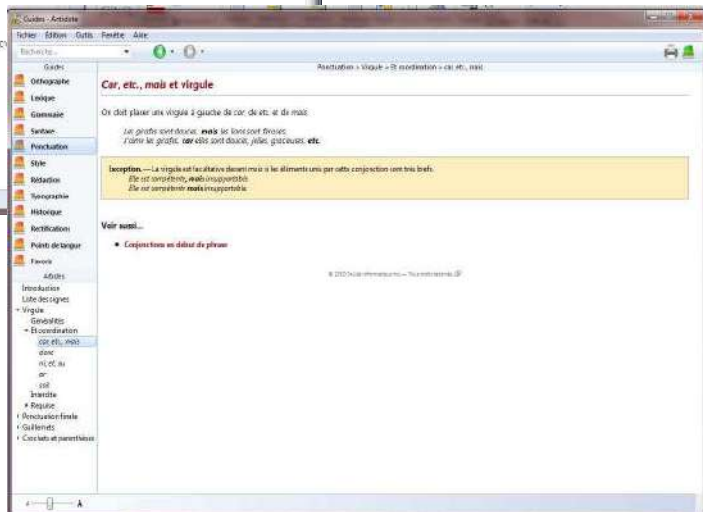 Guides - Antidote
Fichier Édition Outils Fenêtre Aide
Recherche...
Guides
Ponctuation > Virgule > Et coordination > car, etc., mais
Orthographe
Lexique
Grammaire
Syntaxe
Ponctuation
Style
Rédaction
Typographie
Historique
Rectifications
Points de langue
Favoris
Articles
Introduction
Liste des signes
Virgule
Généralités
Et coordination
car, etc., mais
donc
ni, et, ou
or
soit
Interdite
Requise
Ponctuation finale
Guillemets
Crochets et parenthèses
Car, etc., mais et virgule
On doit placer une virgule à gauche de car, de etc. et de mais.
Les girafes sont douces, mais les lions sont féroces.
J'aime les girafes, car elles sont douces, jolies, gracieuses, etc.
Exception. — La virgule est facultative devant mais si les éléments unis par cette conjonction sont très brefs.
Elle est compétente, mais insupportable.
Elle est compétente mais insupportable.
Voir aussi...
Conjonctions en début de phrase
A